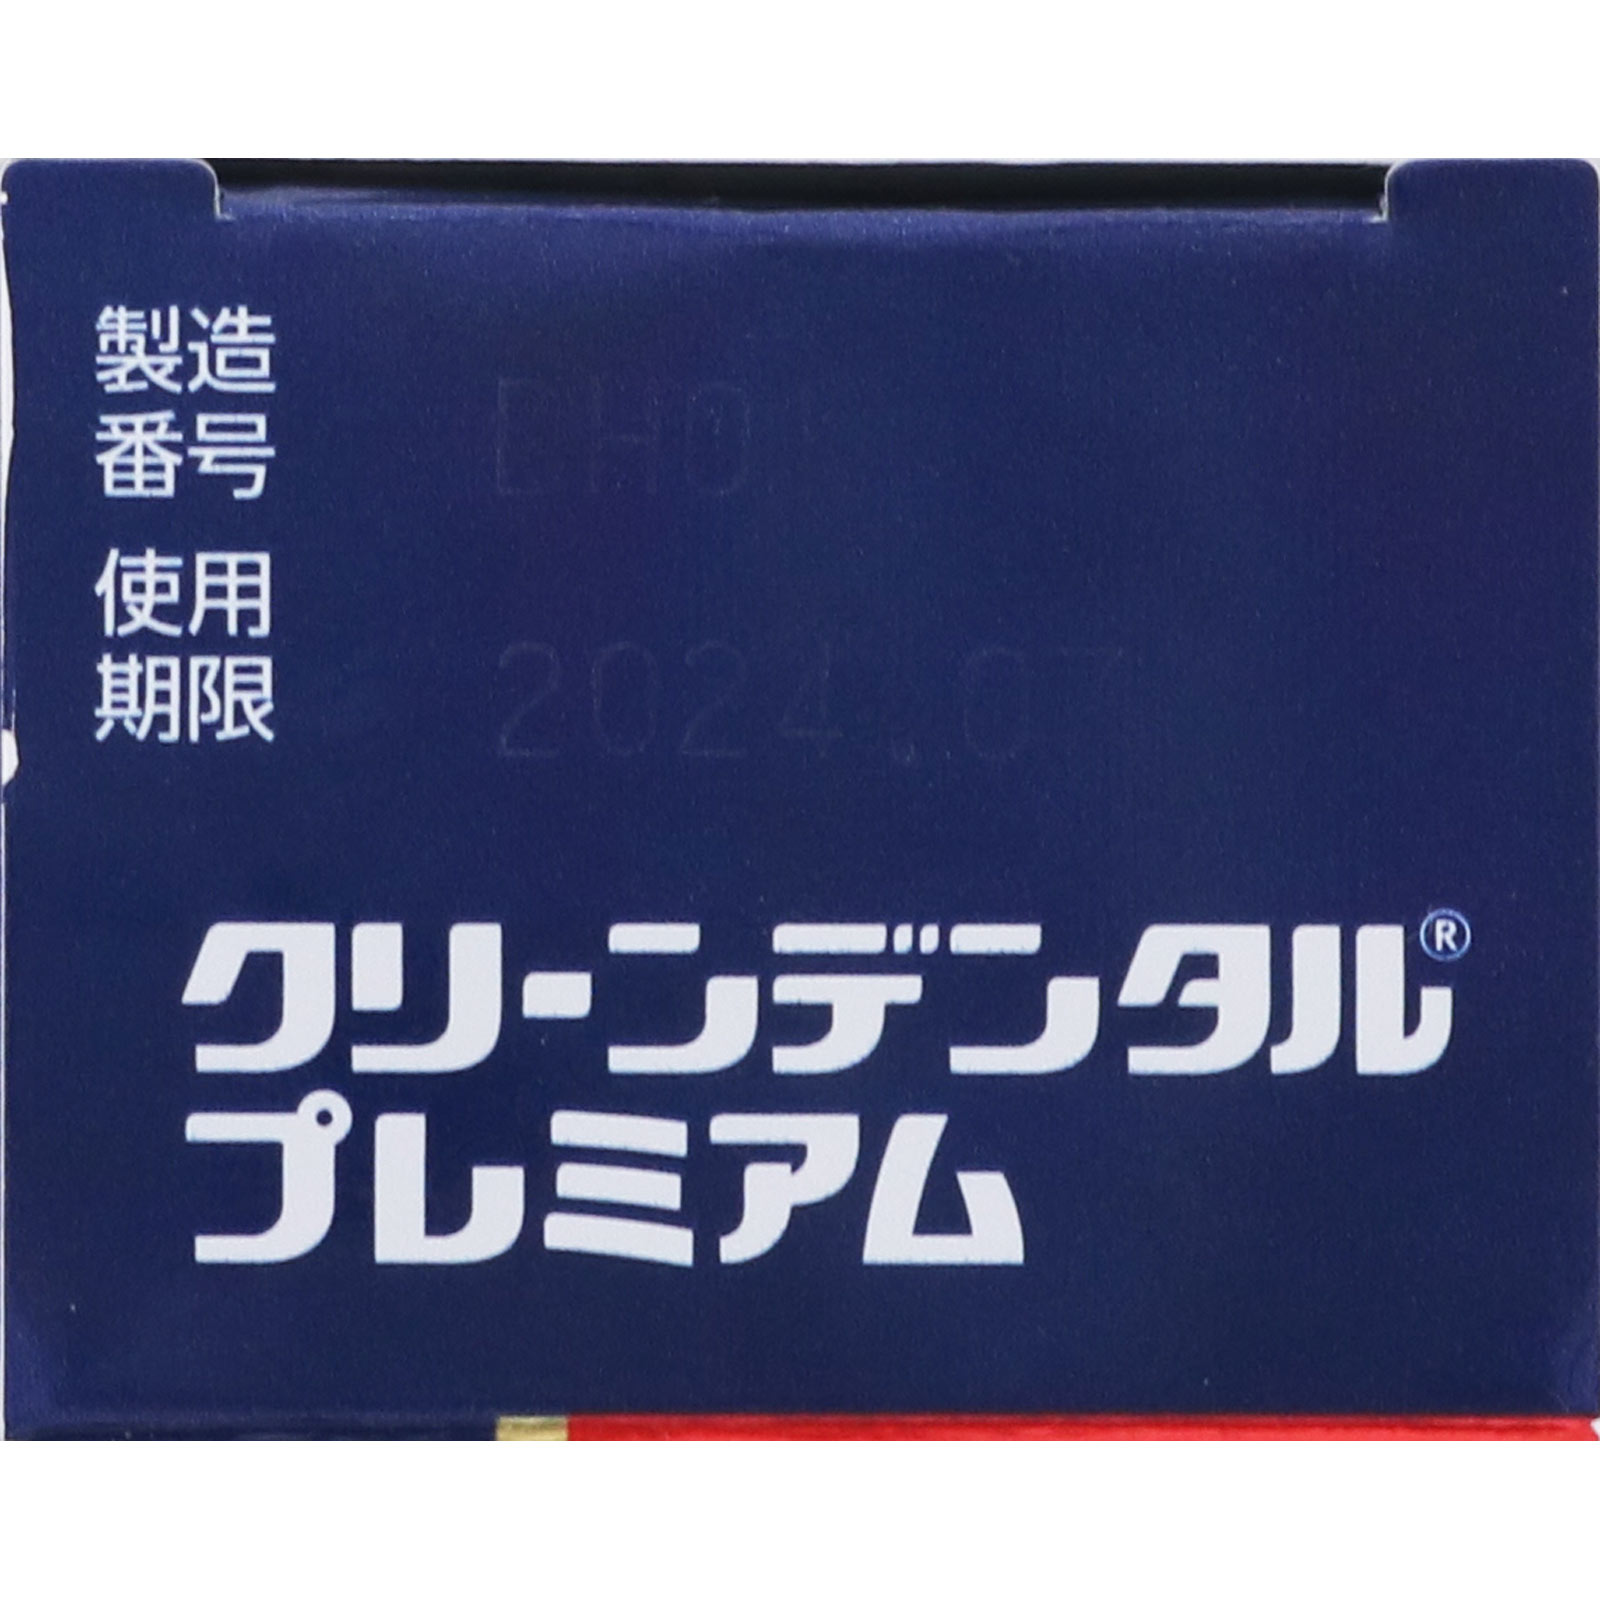 製造
番号
使用
期限
2024.07
クリーンデンタル®
プレミアム